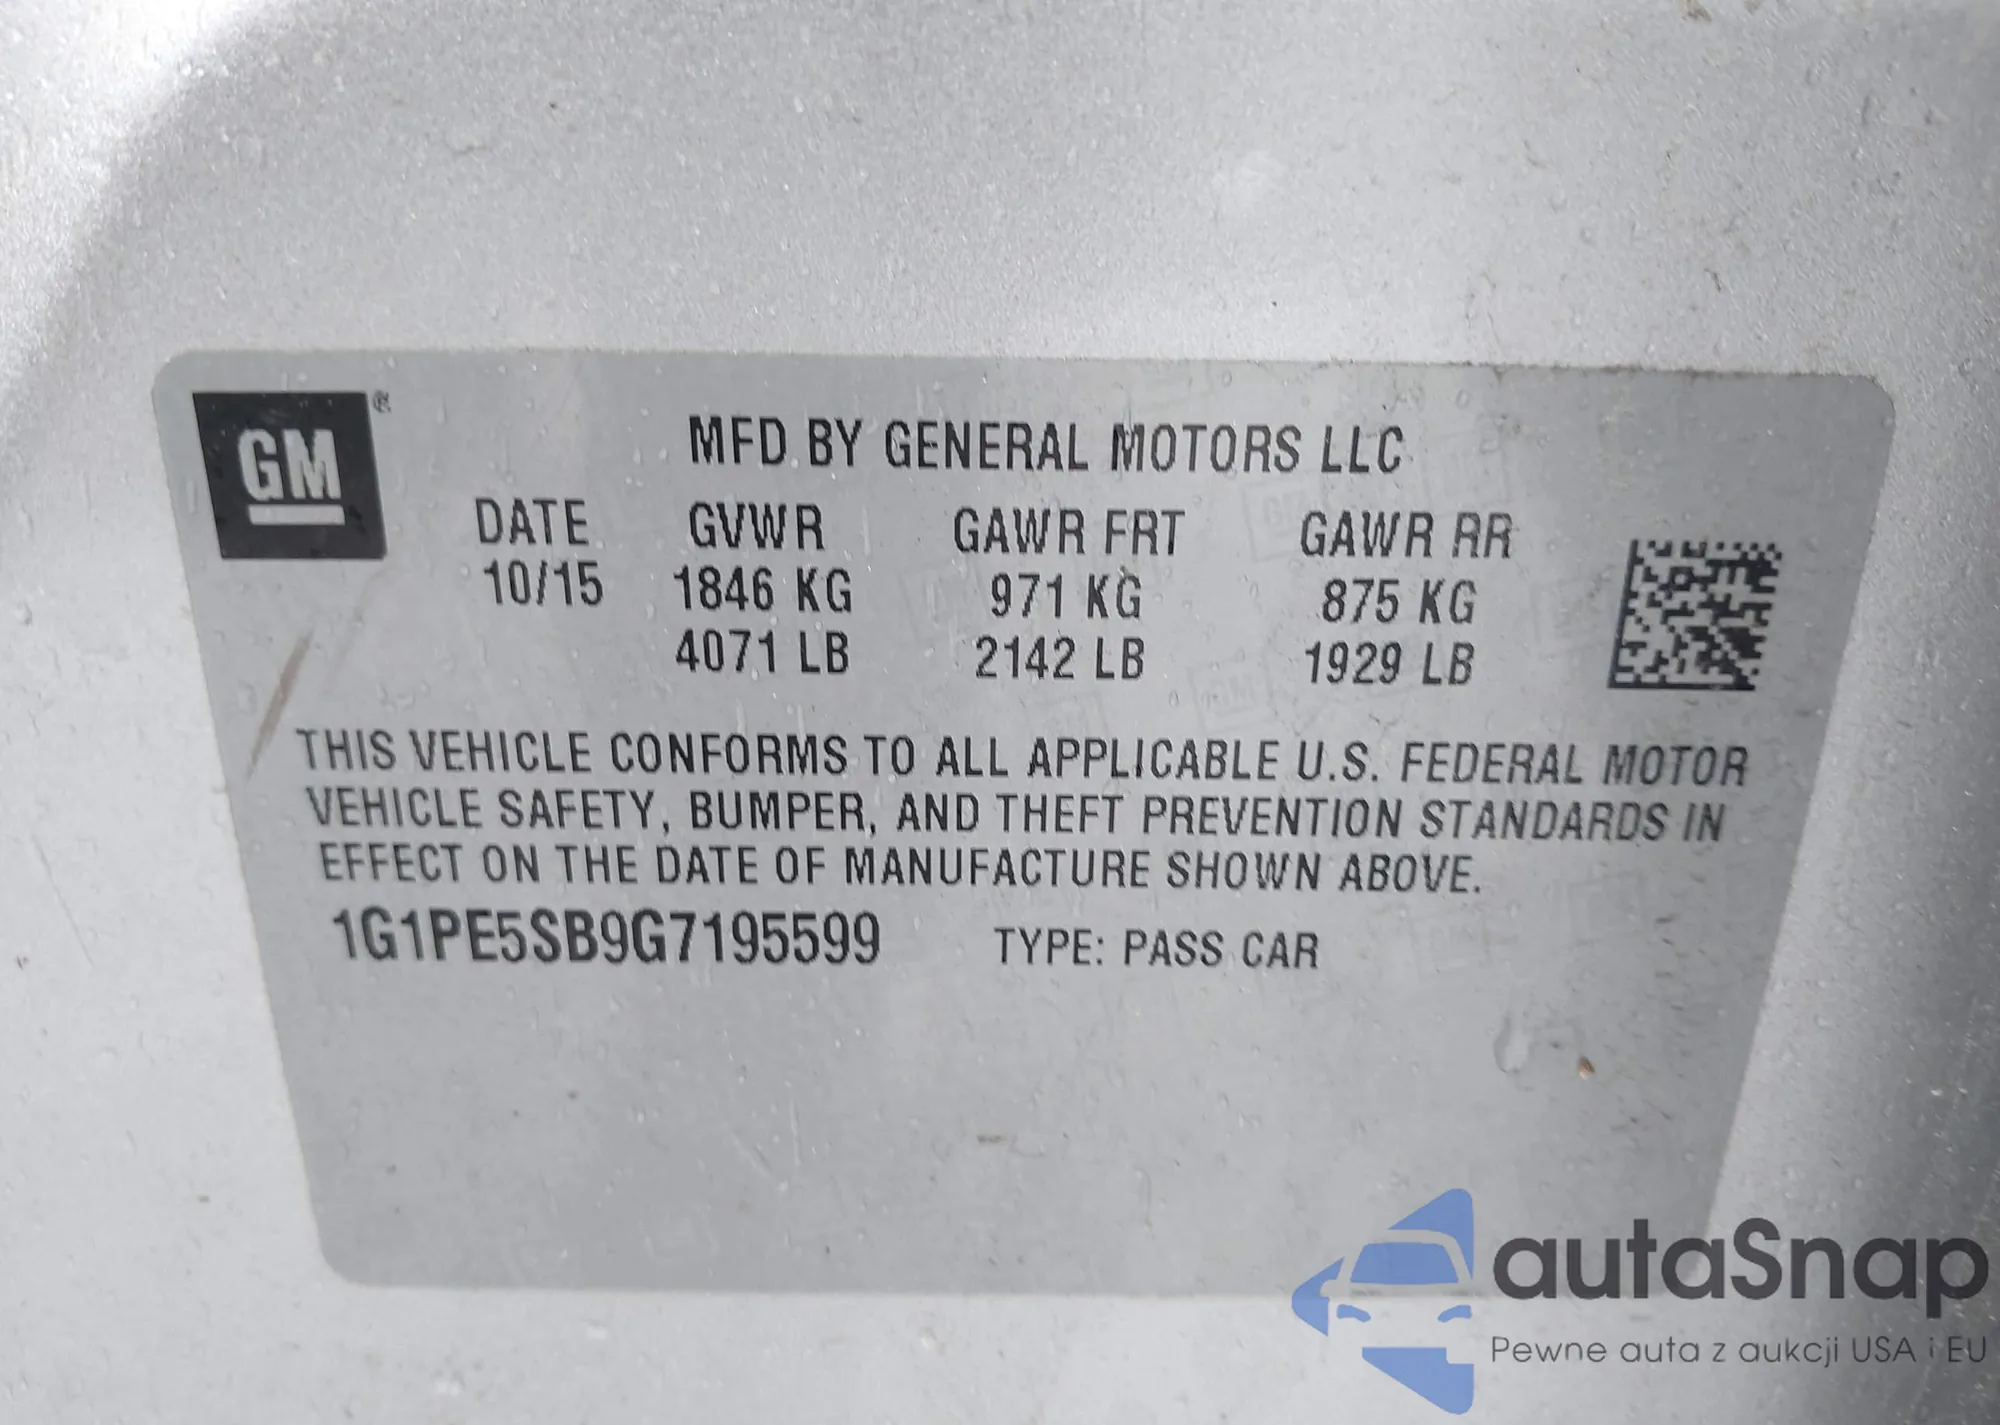 GM
MFD BY GENERAL MOTORS LLC
DATE GVWR GAWR FRT GAWR RR
10/15 1846 KG 971 KG 875 KG
4071 LB 2142 LB 1929 LB
THIS VEHICLE CONFORMS TO ALL APPLICABLE U.S. FEDERAL MOTOR
VEHICLE SAFETY, BUMPER, AND THEFT PREVENTION STANDARDS IN
EFFECT ON THE DATE OF MANUFACTURE SHOWN ABOVE.
1G1PE5SB9G7195599 TYPE: PASS CAR
autaSnap
Pewne auta z aukcji USA i EU